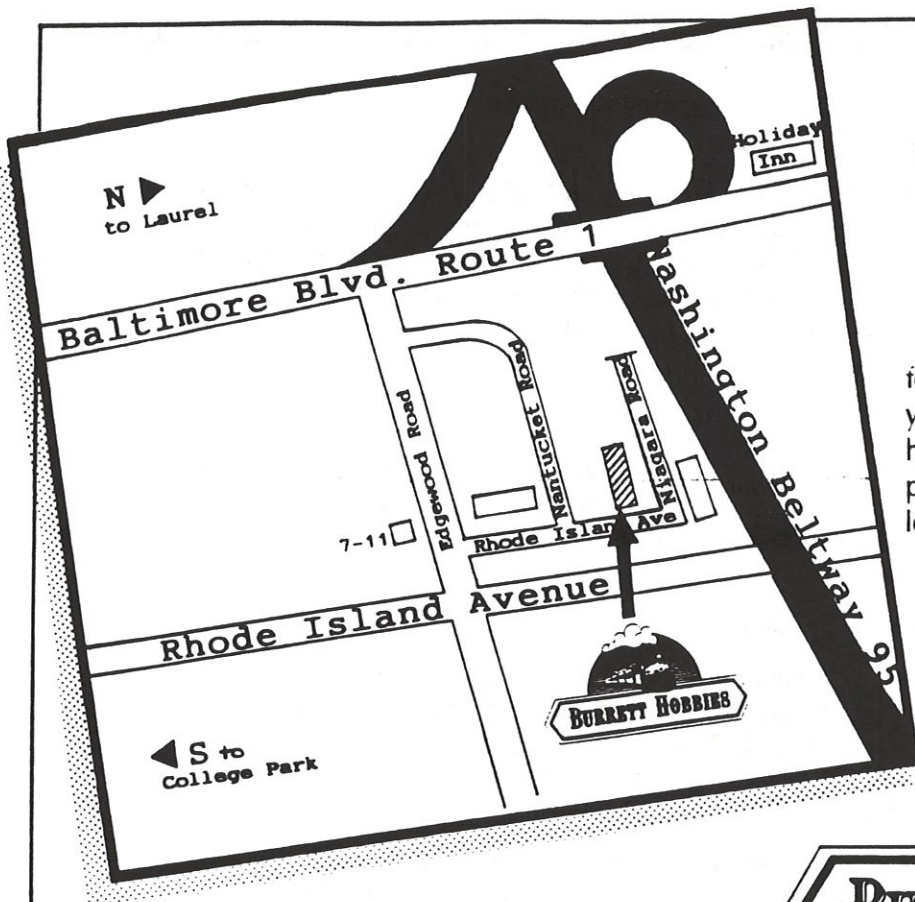 Holiday
Inn
N
to Laurel
Baltimore Blvd. Route 1
Washington Beltway 95
Edgewood Road
Nantucket Road
Niagara Road
7-11
Rhode Island Ave
Rhode Island Avenue
BURRETT HOBBIES
S to
College Park